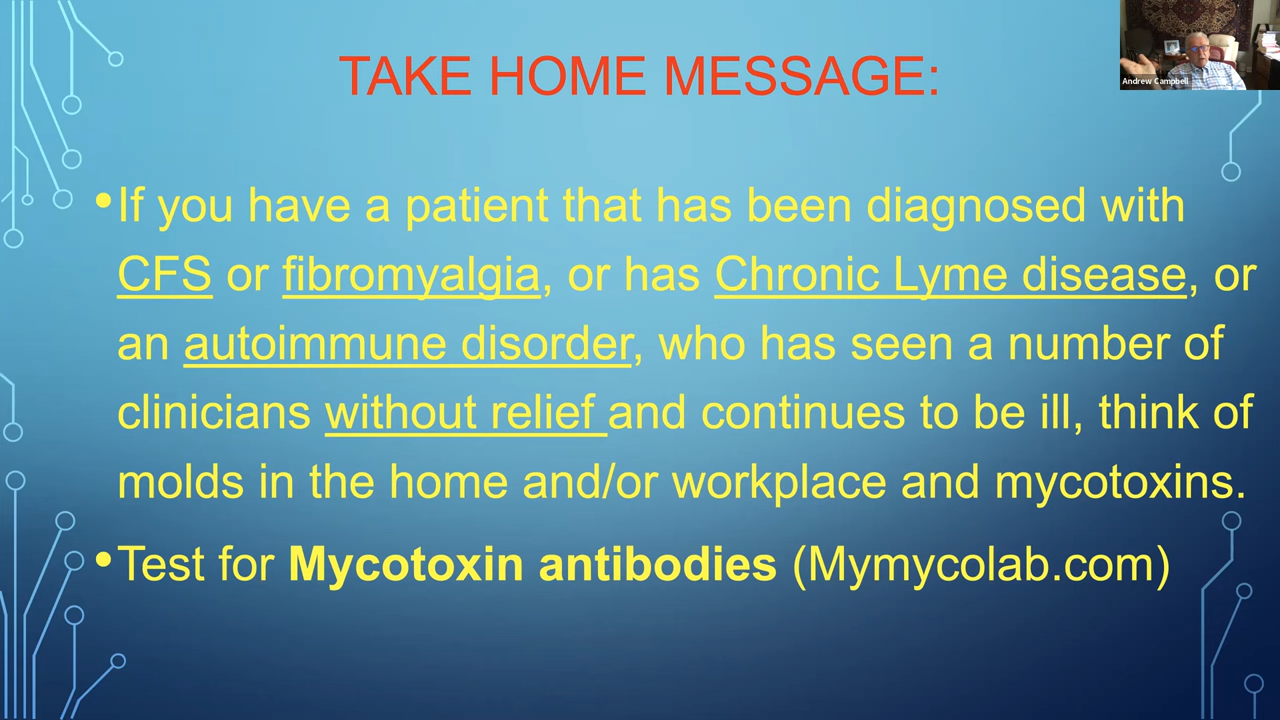 TAKE HOME MESSAGE:
Andrew Campbell
•If you have a patient that has been diagnosed with
CFS or fibromyalgia, or has Chronic Lyme disease, or
an autoimmune disorder, who has seen a number of
clinicians without relief and continues to be ill, think of
molds in the home and/or workplace and mycotoxins.
•Test for Mycotoxin antibodies (Mymycolab.com)